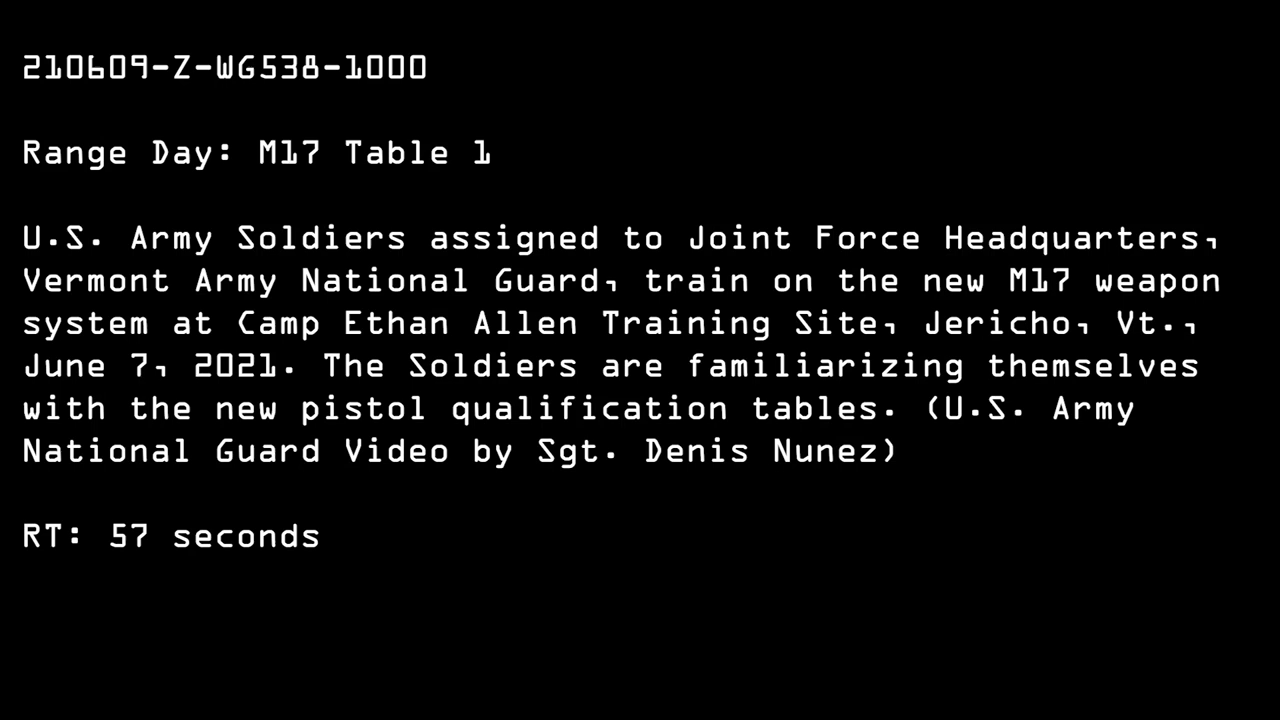 210609-Z-WG538-1000
Range Day: M17 Table 1
U.S. Army Soldiers assigned to Joint Force Headquarters,
Vermont Army National Guard, train on the new M17 weapon
system at Camp Ethan Allen Training Site, Jericho, Vt.,
June 7, 2021. The Soldiers are familiarizing themselves
with the new pistol qualification tables. (U.S. Army
National Guard Video by Sgt. Denis Nunez)
RT: 57 seconds